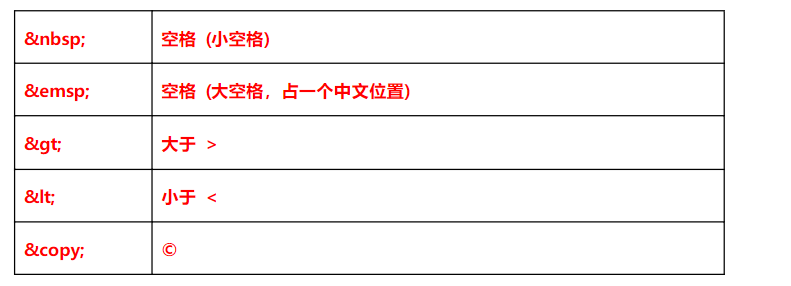 &nbsp; 空格 (小空格)
&emsp; 空格 (大空格，占一个中文位置)
&gt; 大于 >
&lt; 小于 <
&copy; ©